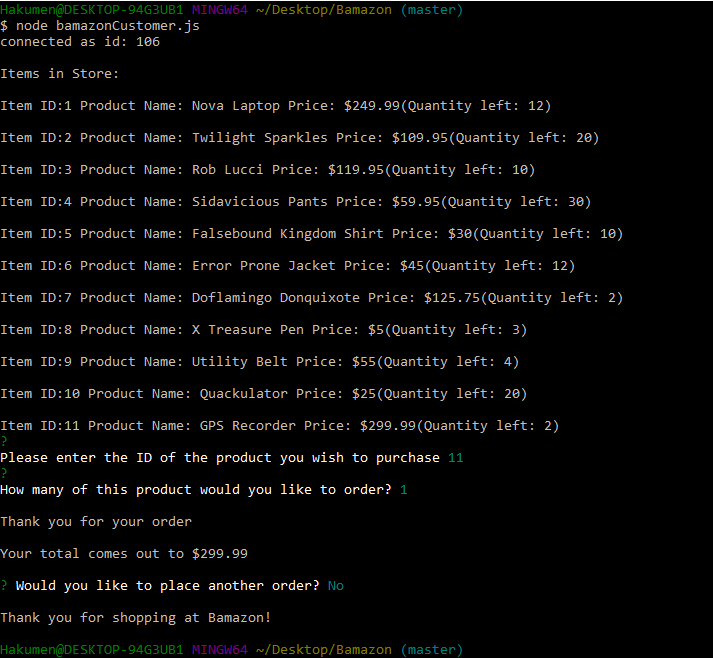 Hakumen@DESKTOP-94G3UB1 MINGW64 ~/Desktop/Bamazon (master)
$ node bamazonCustomer.js
connected as id: 106
Items in Store:
Item ID:1 Product Name: Nova Laptop Price: $249.99(Quantity left: 12)
Item ID:2 Product Name: Twilight Sparkles Price: $109.95(Quantity left: 20)
Item ID:3 Product Name: Rob Lucci Price: $119.95(Quantity left: 10)
Item ID:4 Product Name: Sidavicious Pants Price: $59.95(Quantity left: 30)
Item ID:5 Product Name: Falsebound Kingdom Shirt Price: $30(Quantity left: 10)
Item ID:6 Product Name: Error Prone Jacket Price: $45(Quantity left: 12)
Item ID:7 Product Name: Doflamingo Donquixote Price: $125.75(Quantity left: 2)
Item ID:8 Product Name: X Treasure Pen Price: $5(Quantity left: 3)
Item ID:9 Product Name: Utility Belt Price: $55(Quantity left: 4)
Item ID:10 Product Name: Quackulator Price: $25(Quantity left: 20)
Item ID:11 Product Name: GPS Recorder Price: $299.99(Quantity left: 2)
?
Please enter the ID of the product you wish to purchase 11
?
How many of this product would you like to order? 1
Thank you for your order
Your total comes out to $299.99
? Would you like to place another order? No
Thank you for shopping at Bamazon!
Hakumen@DESKTOP-94G3UB1 MINGW64 ~/Desktop/Bamazon (master)